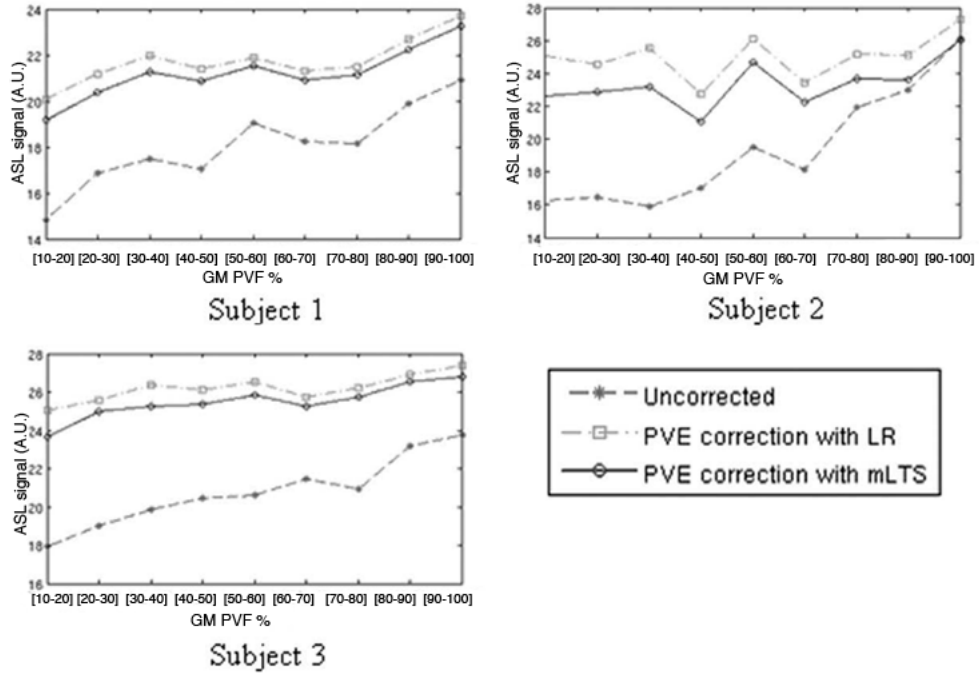 24
22
20
18
16
14
ASL signal (A.U.)
[10-20] [20-30] [30-40] [40-50] [50-60] [60-70] [70-80] [80-90] [90-100]
GM PVF %
Subject 1
28
26
24
22
20
18
16
14
ASL signal (A.U.)
[10-20] [20-30] [30-40] [40-50] [50-60] [60-70] [70-80] [80-90] [90-100]
GM PVF %
Subject 2
28
26
24
22
20
18
16
ASL signal (A.U.)
[10-20] [20-30] [30-40] [40-50] [50-60] [60-70] [70-80] [80-90] [90-100]
GM PVF %
Subject 3
Uncorrected
PVE correction with LR
PVE correction with mLTS